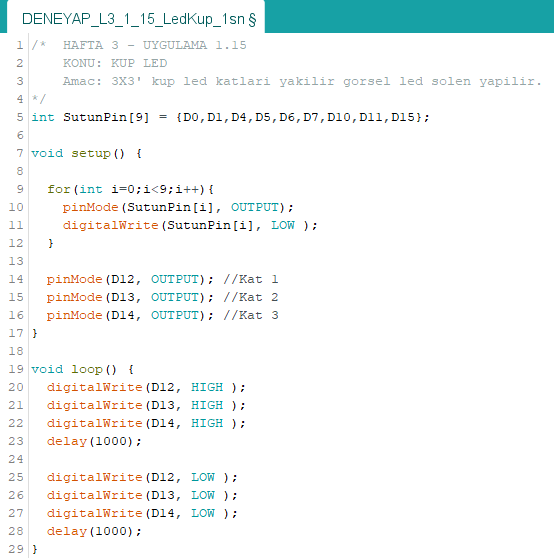 DENEYAP_L3_1_15_LedKup_1sn §
1 /*  HAFTA 3 - UYGULAMA 1.15
2     KONU: KUP LED
3     Amac: 3X3' kup led katlari yakilir gorsel led solen yapilir.
4 */
5 int SutunPin[9] = {D0,D1,D4,D5,D6,D7,D10,D11,D15};
6
7 void setup() {
8
9   for(int i=0;i<9;i++){
10     pinMode(SutunPin[i], OUTPUT);
11     digitalWrite(SutunPin[i], LOW );
12   }
13
14   pinMode(D12, OUTPUT); //Kat 1
15   pinMode(D13, OUTPUT); //Kat 2
16   pinMode(D14, OUTPUT); //Kat 3
17 }
18
19 void loop() {
20   digitalWrite(D12, HIGH );
21   digitalWrite(D13, HIGH );
22   digitalWrite(D14, HIGH );
23   delay(1000);
24
25   digitalWrite(D12, LOW );
26   digitalWrite(D13, LOW );
27   digitalWrite(D14, LOW );
28   delay(1000);
29 }